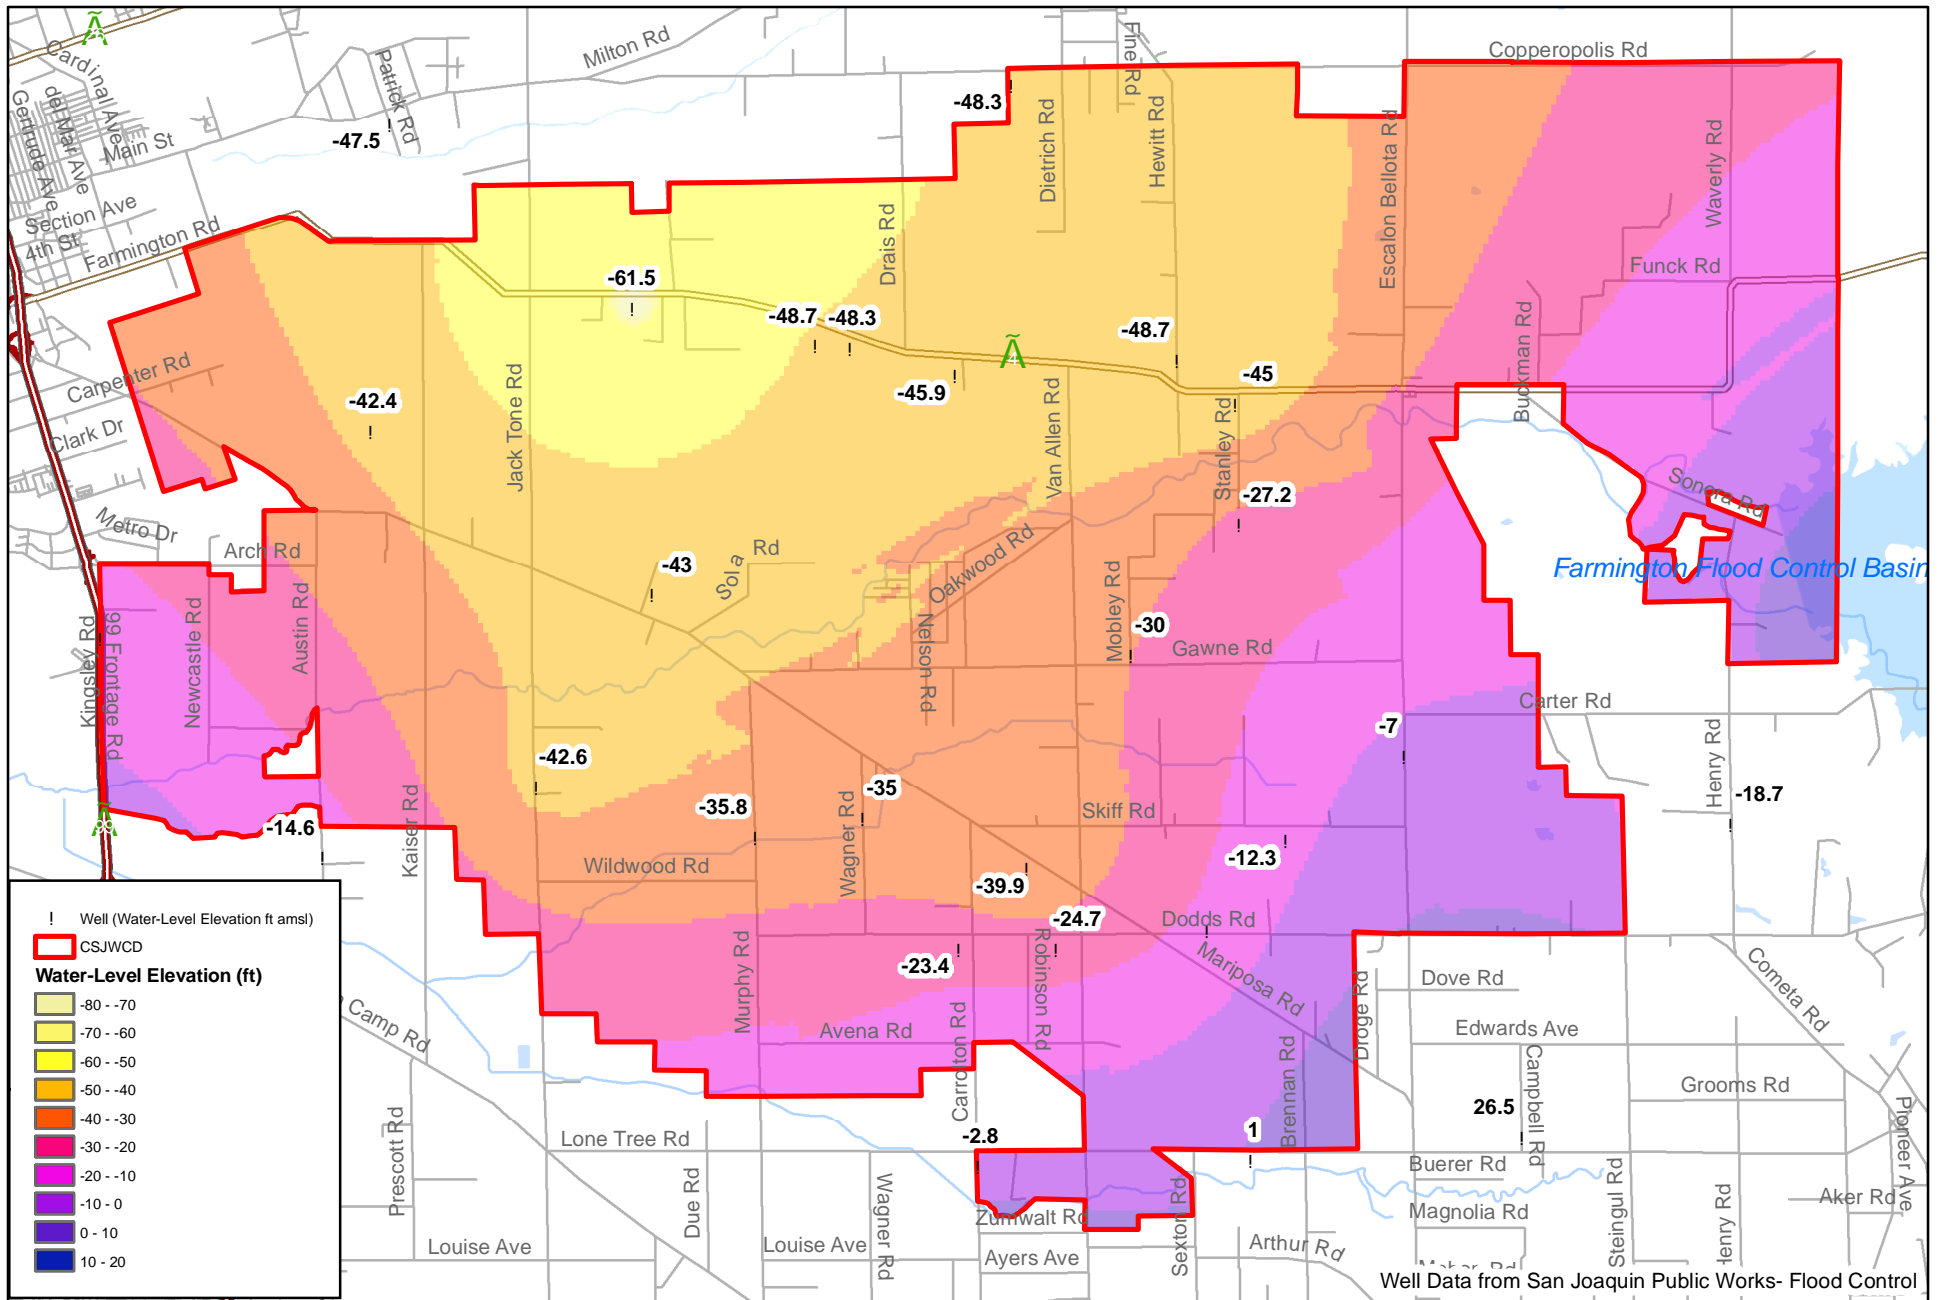 Milton Rd
Copperopolis Rd
Cardinal Ave
Patrick Rd
Fine Rd
del Mar Ave
Gertrude Ave
Main St
-47.5
-48.3
Dietrich Rd
Hewitt Rd
Escalon Bellota Rd
Waverly Rd
Section Ave
4th St
Farmington Rd
Drais Rd
Funck Rd
-61.5
-48.7
-48.3
-48.7
4
Buckman Rd
Carpenter Rd
-42.4
Jack Tone Rd
-45.9
-45
Clark Dr
Van Allen Rd
Stanley Rd
-27.2
Sonora Rd
Metro Dr
Arch Rd
-43
Sola Rd
Oakwood Rd
Farmington Flood Control Basin
Kingsley Rd
99 Frontage Rd
Newcastle Rd
Austin Rd
Nelson Rd
Mobley Rd
-30
Gawne Rd
Carter Rd
-7
-42.6
-35.8
-35
Wagner Rd
Skiff Rd
Henry Rd
-18.7
99
-14.6
Kaiser Rd
Wildwood Rd
-39.9
-12.3
-24.7
Dodds Rd
-23.4
Murphy Rd
Robinson Rd
Mariposa Rd
Droge Rd
Dove Rd
Cometa Rd
Camp Rd
Avena Rd
Carrolton Rd
Brennan Rd
Edwards Ave
Campbell Rd
Grooms Rd
26.5
Pioneer Ave
Prescott Rd
Lone Tree Rd
-2.8
1
Buerer Rd
Due Rd
Wagner Rd
Zumwalt Rd
Sexton Rd
Magnolia Rd
Steingul Rd
Henry Rd
Aker Rd
Louise Ave
Louise Ave
Ayers Ave
Arthur Rd
Well Data from San Joaquin Public Works- Flood Control
! Well (Water-Level Elevation ft amsl)
CSJWCD
Water-Level Elevation (ft)
-80 - -70
-70 - -60
-60 - -50
-50 - -40
-40 - -30
-30 - -20
-20 - -10
-10 - 0
0 - 10
10 - 20